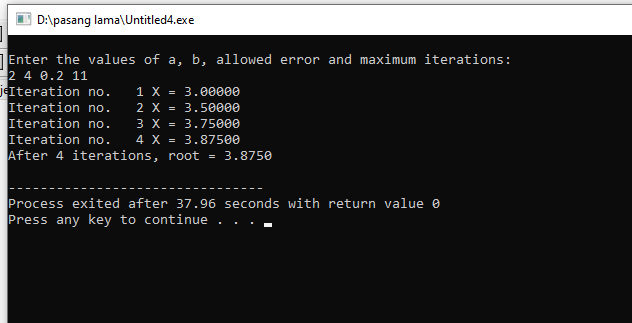 D:\pasang lama\Untitled4.exe
Enter the values of a, b, allowed error and maximum iterations:
2 4 0.2 11
Iteration no.   1 X = 3.00000
Iteration no.   2 X = 3.50000
Iteration no.   3 X = 3.75000
Iteration no.   4 X = 3.87500
After 4 iterations, root = 3.8750
--------------------------------
Process exited after 37.96 seconds with return value 0
Press any key to continue . . .